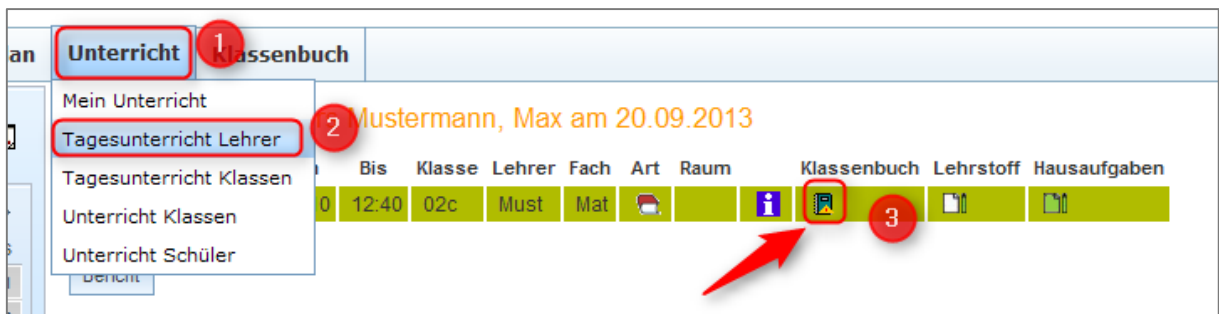 an Unterricht 1 Klassenbuch
Mein Unterricht
Mustermann, Max am 20.09.2013
Tagesunterricht Lehrer 2
Bis Klasse Lehrer Fach Art Raum Klassenbuch Lehrstoff Hausaufgaben
Tagesunterricht Klassen
0 12:40 02c Must Mat i 3
Unterricht Klassen
Unterricht Schüler
Bericht